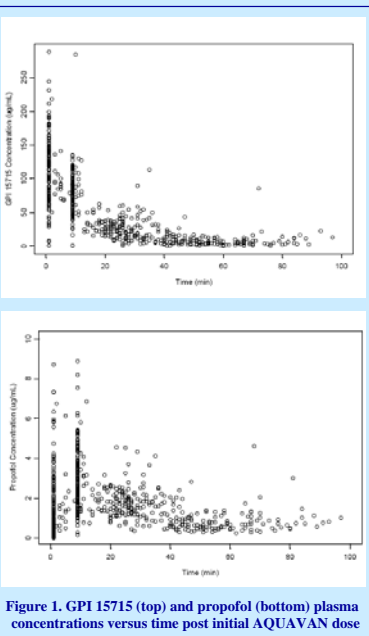 250
200
150
100
50
0
GPI 15715 Concentration (ug/mL)
0 20 40 60 80 100
Time (min)
10
8
6
4
2
0
Propofol Concentration (ug/mL)
0 20 40 60 80 100
Time (min)
Figure 1. GPI 15715 (top) and propofol (bottom) plasma
concentrations versus time post initial AQUAVAN dose